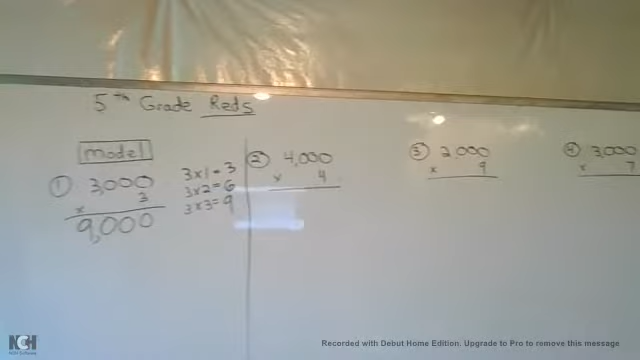 5th Grade Reds
model
① 3,000
x 3
9,000
3x1=3
3x2=6
3x3=9
② 4,000
x 4
③ 2,000
x 9
④ 3,000
x 7
NCH
Recorded with Debut Home Edition. Upgrade to Pro to remove this message